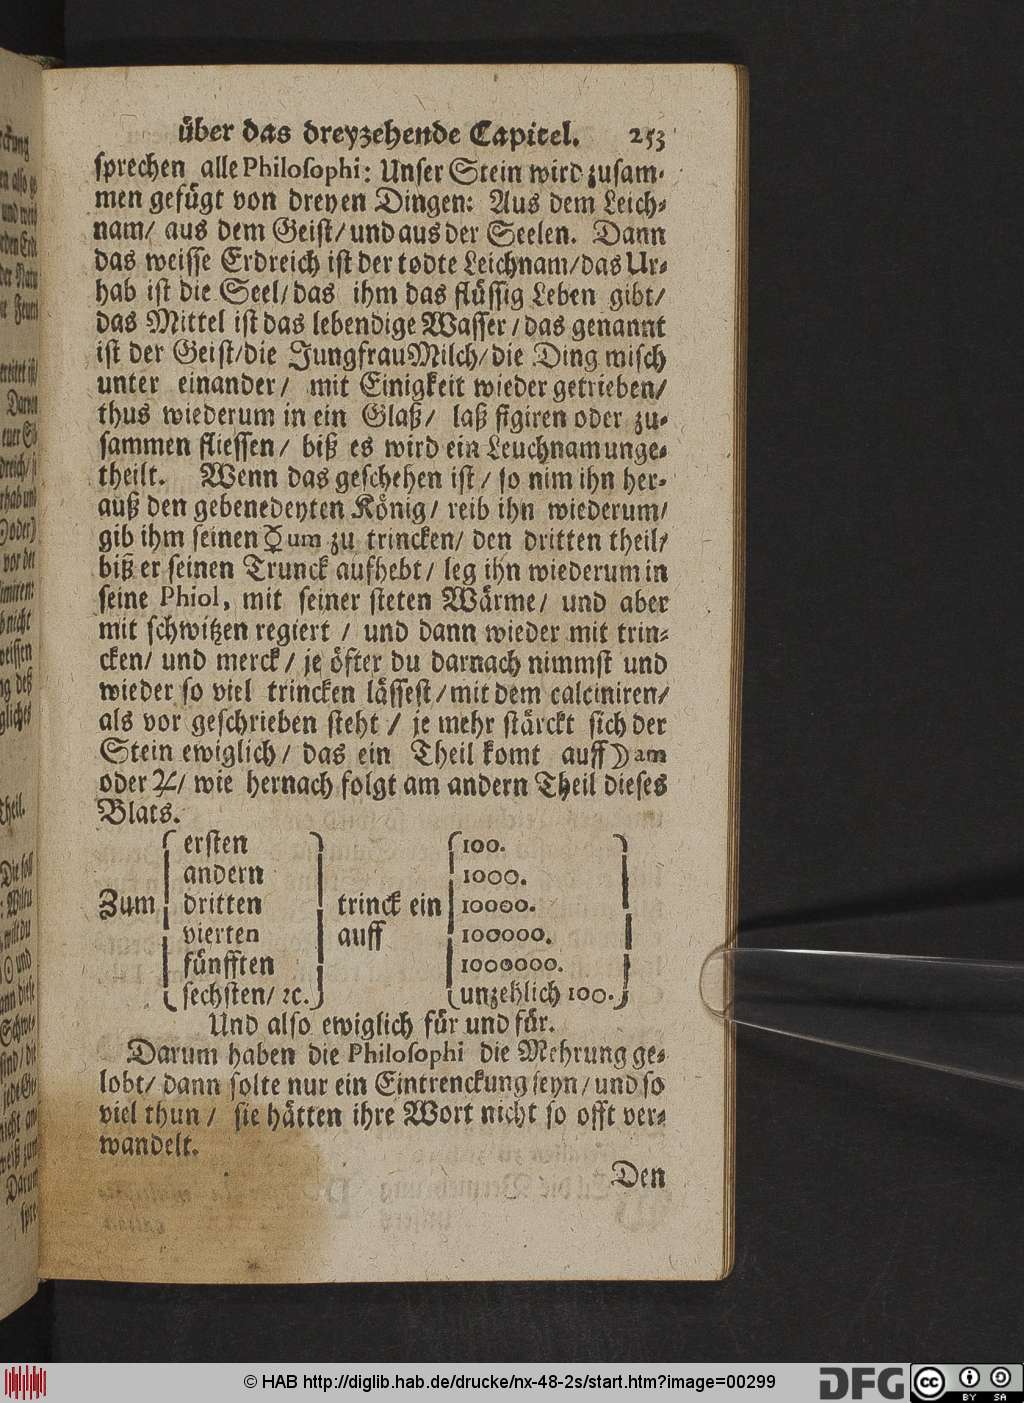 über das dreyzehende Capitel. 253
sprechen alle Philosophi: Unser Stein wird zusam-
men gefügt von dreyen Dingen: Aus dem Leich-
nam/ aus dem Geist/ und aus der Seelen. Dann
das weisse Erdreich ist der todte Leichnam/ das Ur-
hab ist die Seel/ das ihm das flüssig Leben gibt/
das Mittel ist das lebendige Wasser/ das genannt
ist der Geist/ die Jungfrau Milch/ die Ding misch
unter einander/ mit Einigkeit wieder getrieben/
thus wiederum in ein Glaß/ laß figiren oder zu-
sammen fliessen/ biß es wird ein Leuchnam unge-
theilt. Wenn das geschehen ist/ so nim ihn her-
auß den gebenedeyten König/ reib ihn wiederum/
gib ihm seinen ☿um zu trincken/ den dritten theil/
biß er seinen Trunck aufhebt/ leg ihn wiederum in
seine Phiol, mit seiner steten Wärme/ und aber
mit schwitzen regiert/ und dann wieder mit trin-
cken/ und merck/ je öfter du darnach nimmst und
wieder so viel trincken lässest/ mit dem calciniren/
als vor geschrieben steht/ je mehr stärckt sich der
Stein ewiglich/ das ein Theil komt auff ☽am
oder / wie hernach folgt am andern Theil dieses
Blats.
ersten 100.
andern 1000.
Zum dritten trinck ein 10000.
vierten auff 100000.
fünfften 1000000.
sechsten/ ꝛc. unzehlich 100.
Und also ewiglich für und für.
Darum haben die Philosophi die Mehrung ge-
lobt/ dann solte nur ein Eintrenckung seyn/ und so
viel thun/ sie hätten ihre Wort nicht so offt ver-
wandelt.
Den
© HAB http://diglib.hab.de/drucke/nx-48-2s/start.htm?image=00299
DFG
cc BY SA